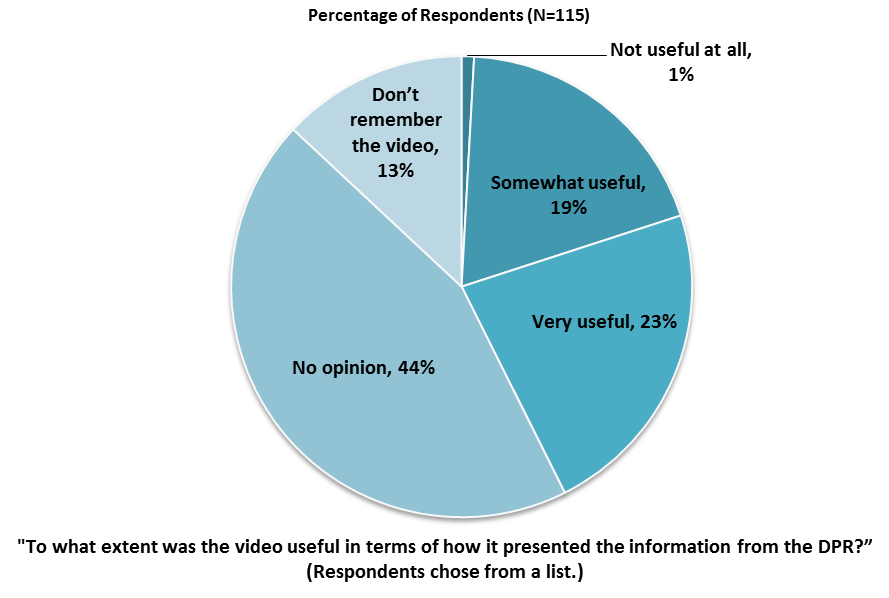 Percentage of Respondents (N=115)
Not useful at all,
1%
Don’t
remember
the video,
13%
Somewhat useful,
19%
Very useful, 23%
No opinion, 44%
"To what extent was the video useful in terms of how it presented the information from the DPR?”
(Respondents chose from a list.)